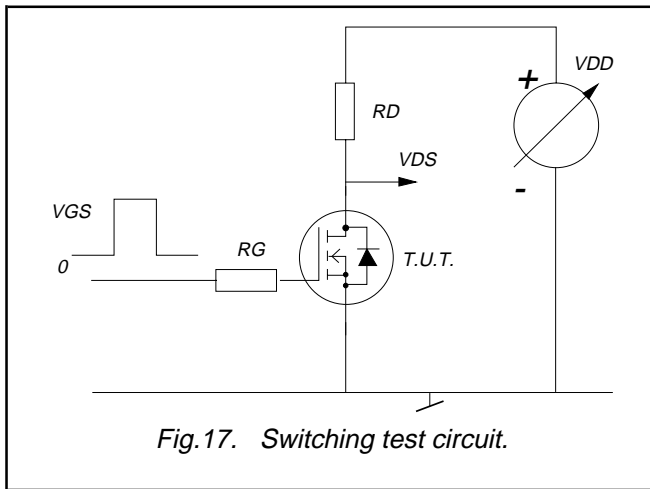 +
VDD
RD
VDS
-
VGS
RG
T.U.T.
0
Fig.17. Switching test circuit.